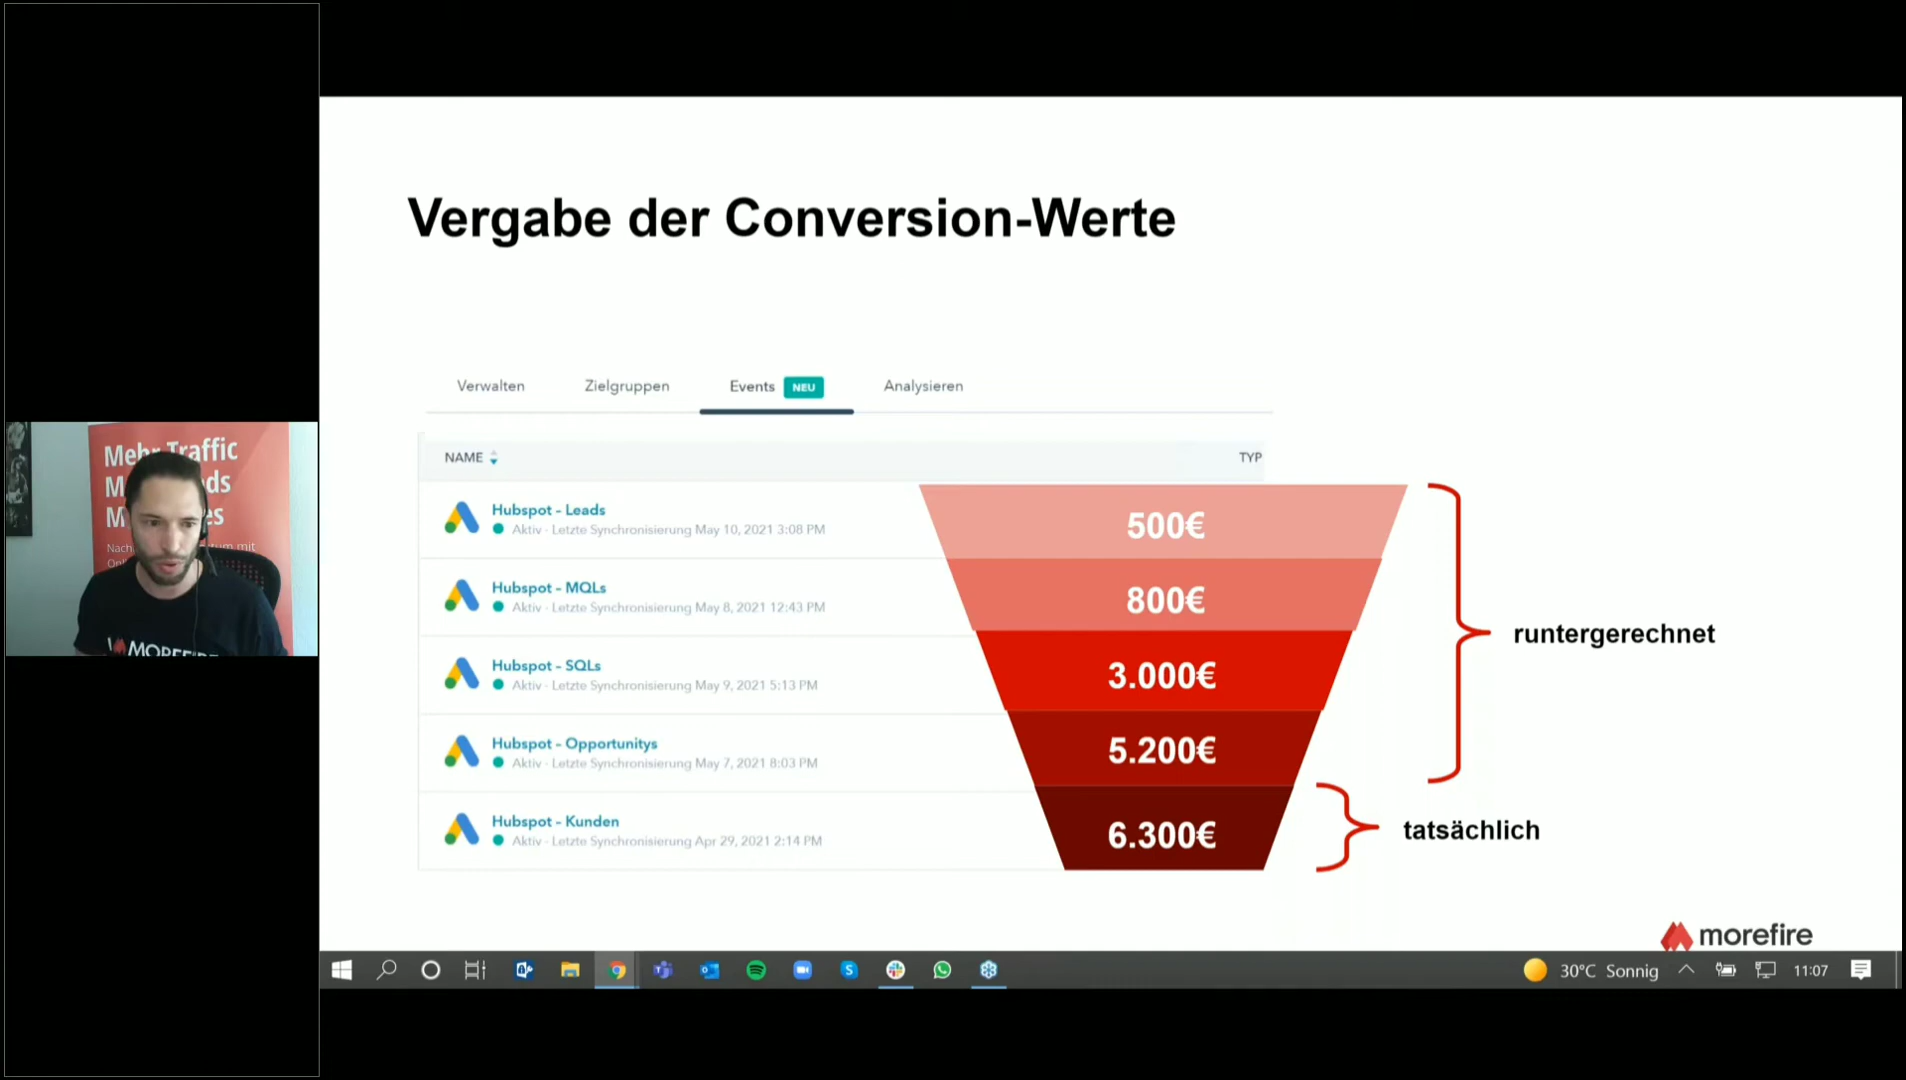 Vergabe der Conversion-Werte
Verwalten Zielgruppen Events NEU Analysieren
NAME TYP
Hubspot - Leads
Aktiv · Letzte Synchronisierung May 10, 2021 3:08 PM
500€
Hubspot - MQLs
Aktiv · Letzte Synchronisierung May 8, 2021 12:43 PM
800€
Hubspot - SQLs
Aktiv · Letzte Synchronisierung May 9, 2021 5:13 PM
3.000€
Hubspot - Opportunitys
Aktiv · Letzte Synchronisierung May 7, 2021 8:03 PM
5.200€
Hubspot - Kunden
Aktiv · Letzte Synchronisierung Apr 29, 2021 2:14 PM
6.300€
runtergerechnet
tatsächlich
morefire
Mehr Traffic
MOREFIRE
30°C Sonnig 11:07